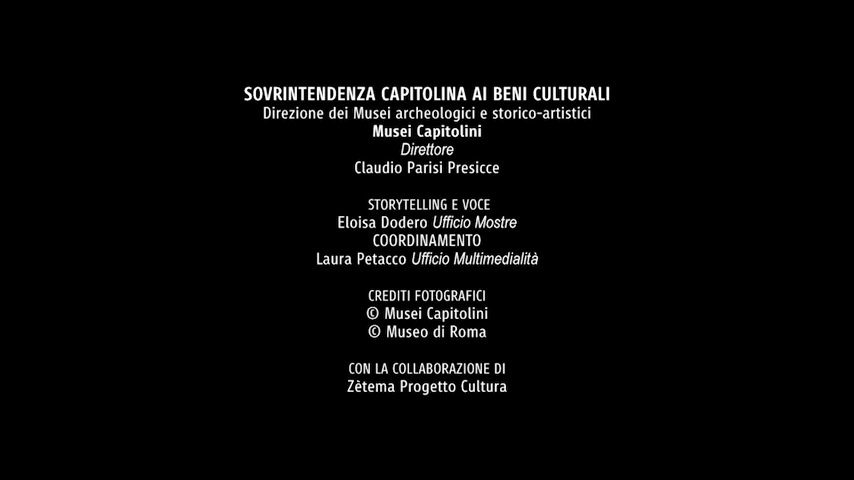 SOVRINTENDENZA CAPITOLINA AI BENI CULTURALI
Direzione dei Musei archeologici e storico-artistici
Musei Capitolini
Direttore
Claudio Parisi Presicce
STORYTELLING E VOCE
Eloisa Dodero Ufficio Mostre
COORDINAMENTO
Laura Petacco Ufficio Multimedialità
CREDITI FOTOGRAFICI
© Musei Capitolini
© Museo di Roma
CON LA COLLABORAZIONE DI
Zètema Progetto Cultura